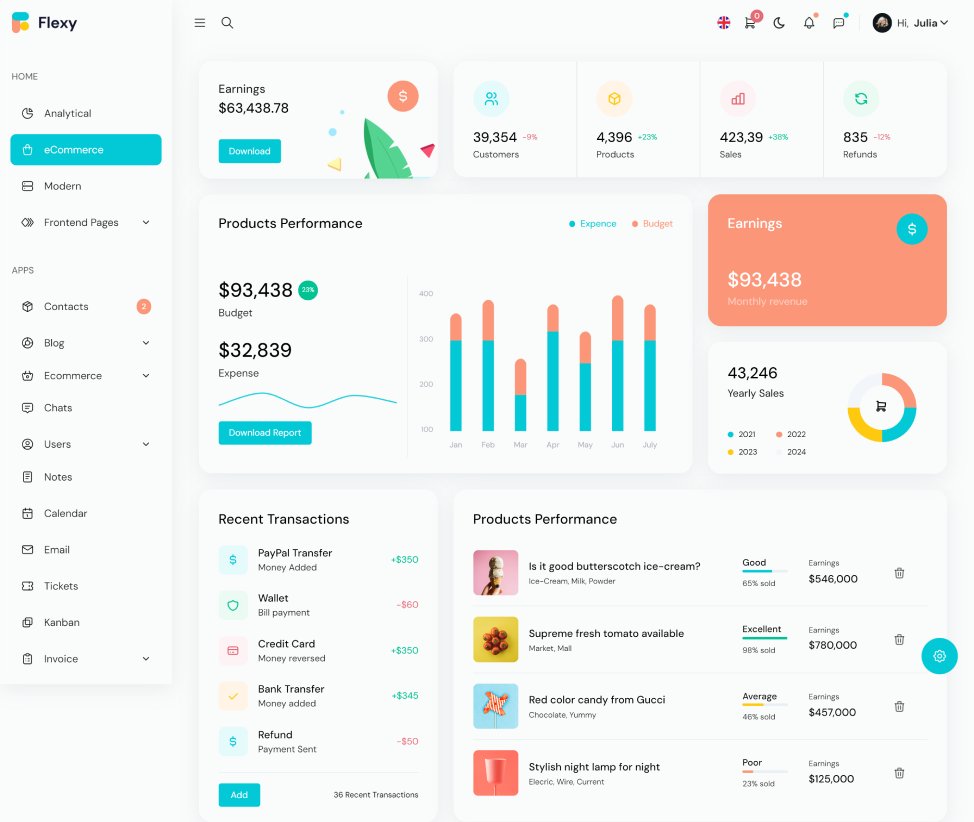 Flexy
0
Hi, Julia
HOME
Analytical
eCommerce
Modern
Frontend Pages
APPS
Contacts
2
Blog
Ecommerce
Chats
Users
Notes
Calendar
Email
Tickets
Kanban
Invoice
Earnings
$63,438.78
$
Download
39,354 -9%
Customers
4,396 +23%
Products
423,39 +38%
Sales
835 -12%
Refunds
Products Performance
Expence
Budget
$93,438
23%
Budget
$32,839
Expense
Download Report
400
300
200
100
Jan
Feb
Mar
Apr
May
Jun
July
Earnings
$
$93,438
Monthly revenue
43,246
Yearly Sales
2021
2022
2023
2024
Recent Transactions
$
PayPal Transfer
Money Added
+$350
Wallet
Bill payment
-$60
Credit Card
Money reversed
+$350
Bank Transfer
Money added
+$345
$
Refund
Payment Sent
-$50
Add
36 Recent Transactions
Products Performance
Is it good butterscotch ice-cream?
Ice-Cream, Milk, Powder
Good
65% sold
Earnings
$546,000
Supreme fresh tomato available
Market, Mall
Excellent
98% sold
Earnings
$780,000
Red color candy from Gucci
Chocolate, Yummy
Average
46% sold
Earnings
$457,000
Stylish night lamp for night
Elecric, Wire, Current
Poor
23% sold
Earnings
$125,000